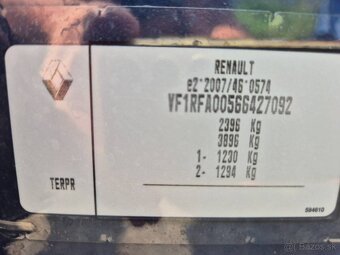 RENAULT
e2*2007/46*0574
VF1RFA00566427092
2396 Kg
3896 Kg
1- 1230 Kg
2- 1294 Kg
TERPR
594610